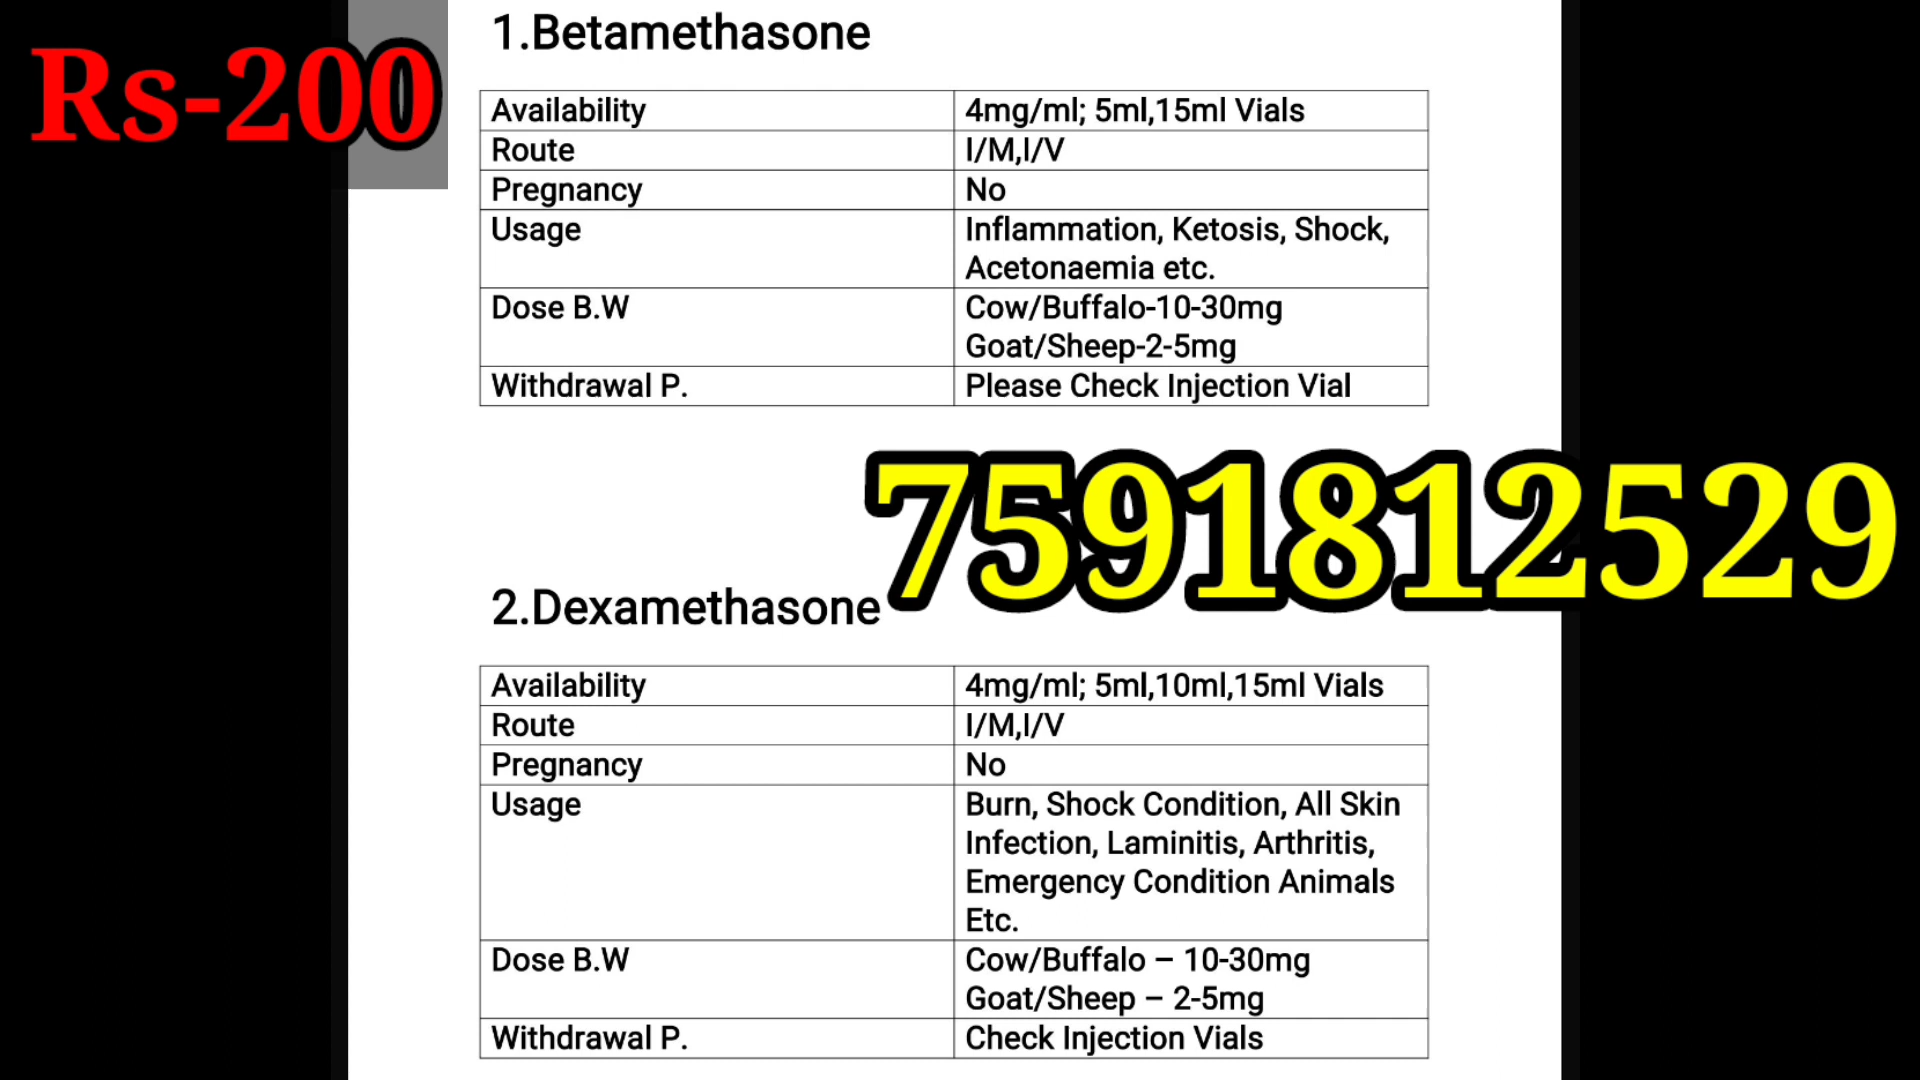 Rs-200
1.Betamethasone
Availability 4mg/ml; 5ml,15ml Vials
Route I/M,I/V
Pregnancy No
Usage Inflammation, Ketosis, Shock,
Acetonaemia etc.
Dose B.W Cow/Buffalo-10-30mg
Goat/Sheep-2-5mg
Withdrawal P. Please Check Injection Vial
7591812529
2.Dexamethasone
Availability 4mg/ml; 5ml,10ml,15ml Vials
Route I/M,I/V
Pregnancy No
Usage Burn, Shock Condition, All Skin
Infection, Laminitis, Arthritis,
Emergency Condition Animals
Etc.
Dose B.W Cow/Buffalo – 10-30mg
Goat/Sheep – 2-5mg
Withdrawal P. Check Injection Vials